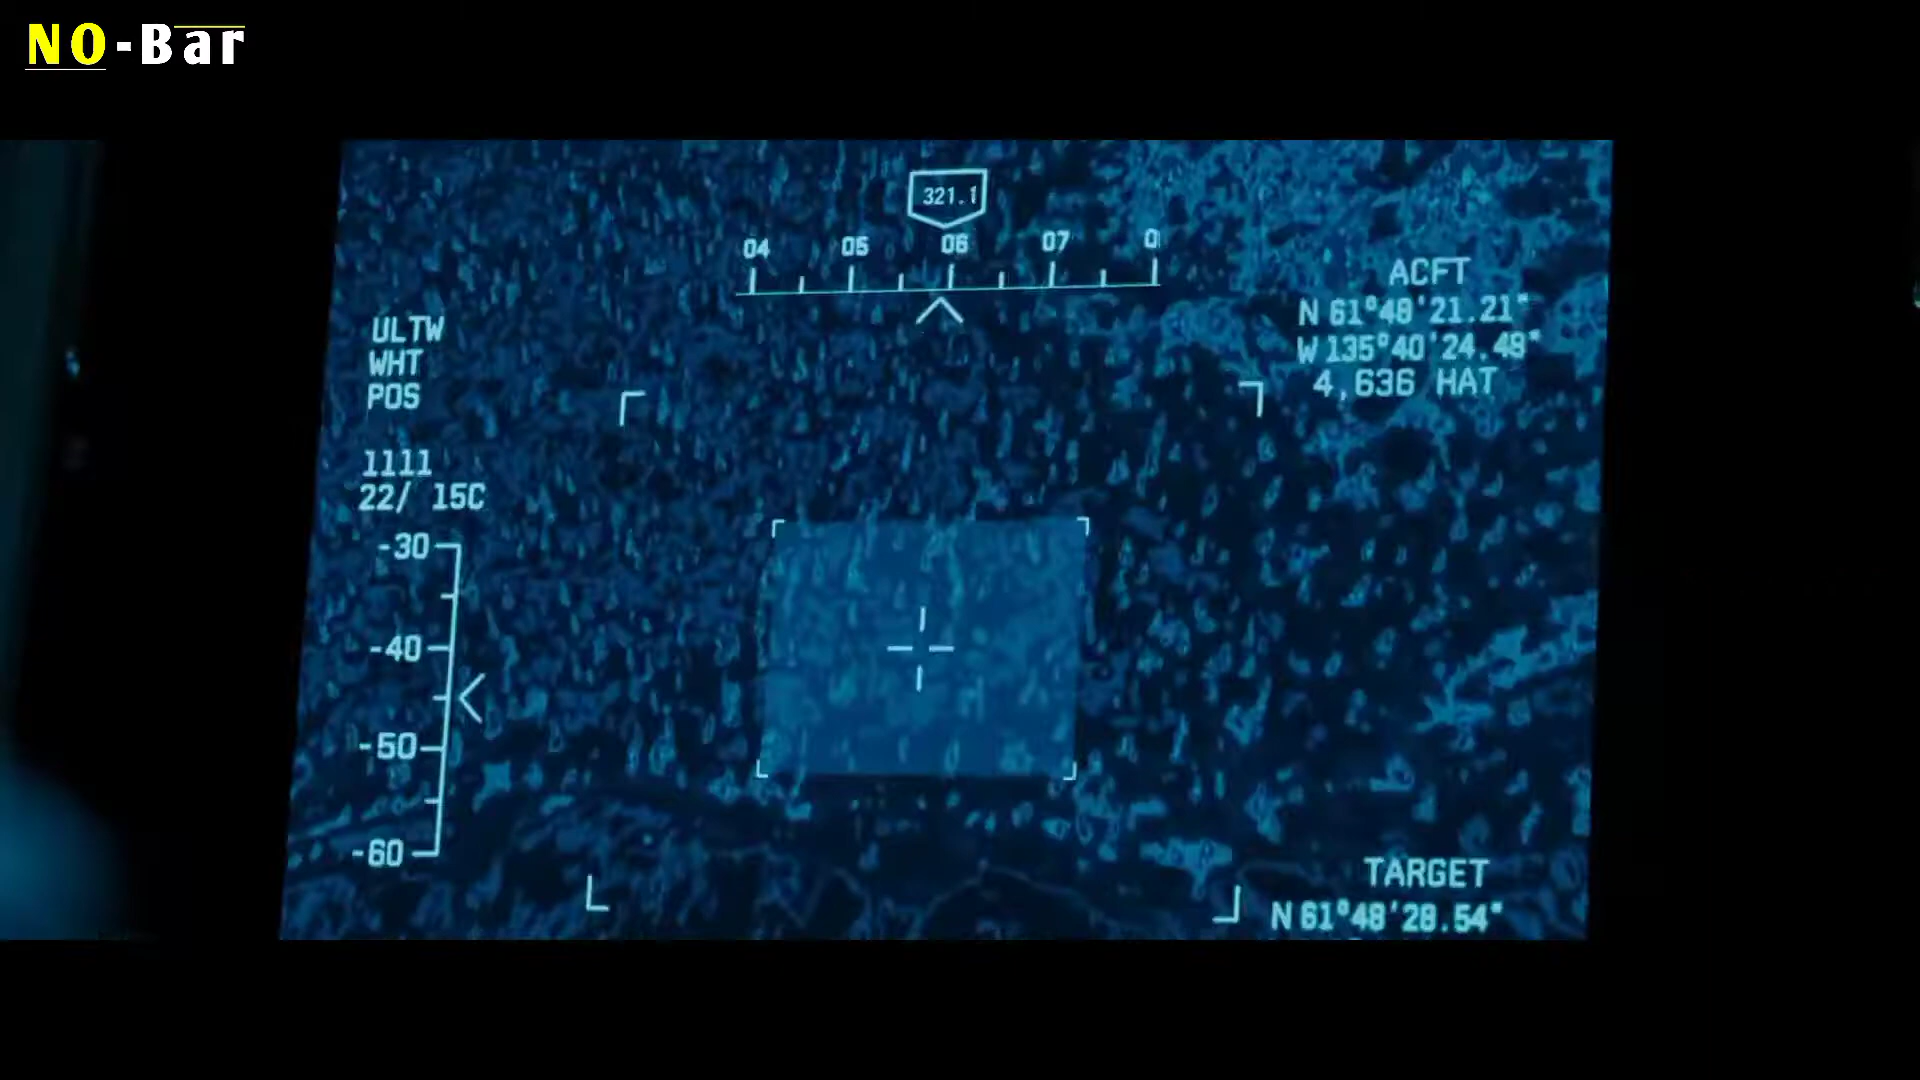 NO-Bar
321.1
04 05 06 07 0
ACFT
N 61°48'21.21"
W 135°40'24.48"
4,636 HAT
ULTW
WHT
POS
1111
22/ 15C
-30
-40
-50
-60
TARGET
N 61°48'28.54"